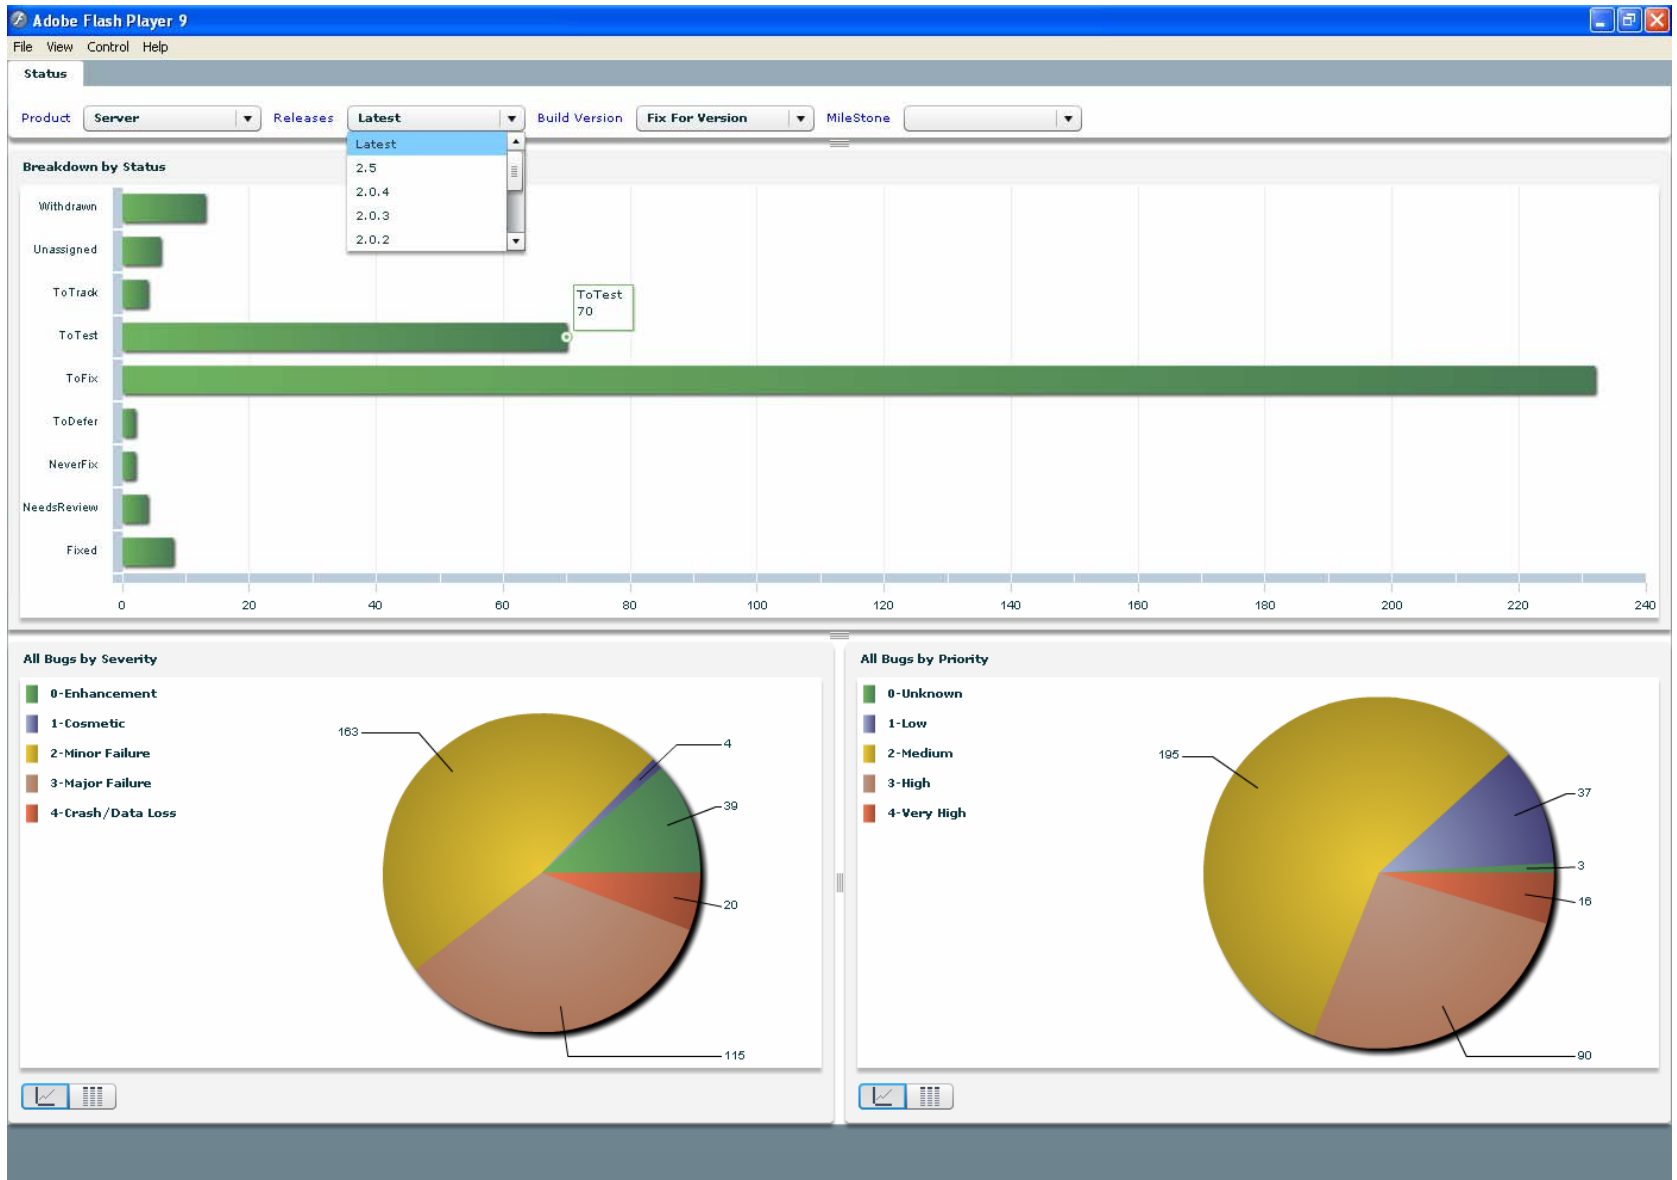 Adobe Flash Player 9
File View Control Help
Status
Product Server Releases Latest Build Version Fix For Version MileStone
Latest
2.5
2.0.4
2.0.3
2.0.2
Breakdown by Status
Withdrawn
Unassigned
ToTrack
ToTest
70
ToTest
ToFix
ToDefer
NeverFix
NeedsReview
Fixed
0 20 40 60 80 100 120 140 160 180 200 220 240
All Bugs by Severity
0-Enhancement
1-Cosmetic
2-Minor Failure
3-Major Failure
4-Crash/Data Loss
163
4
39
20
115
All Bugs by Priority
0-Unknown
1-Low
2-Medium
3-High
4-Very High
195
37
3
16
90